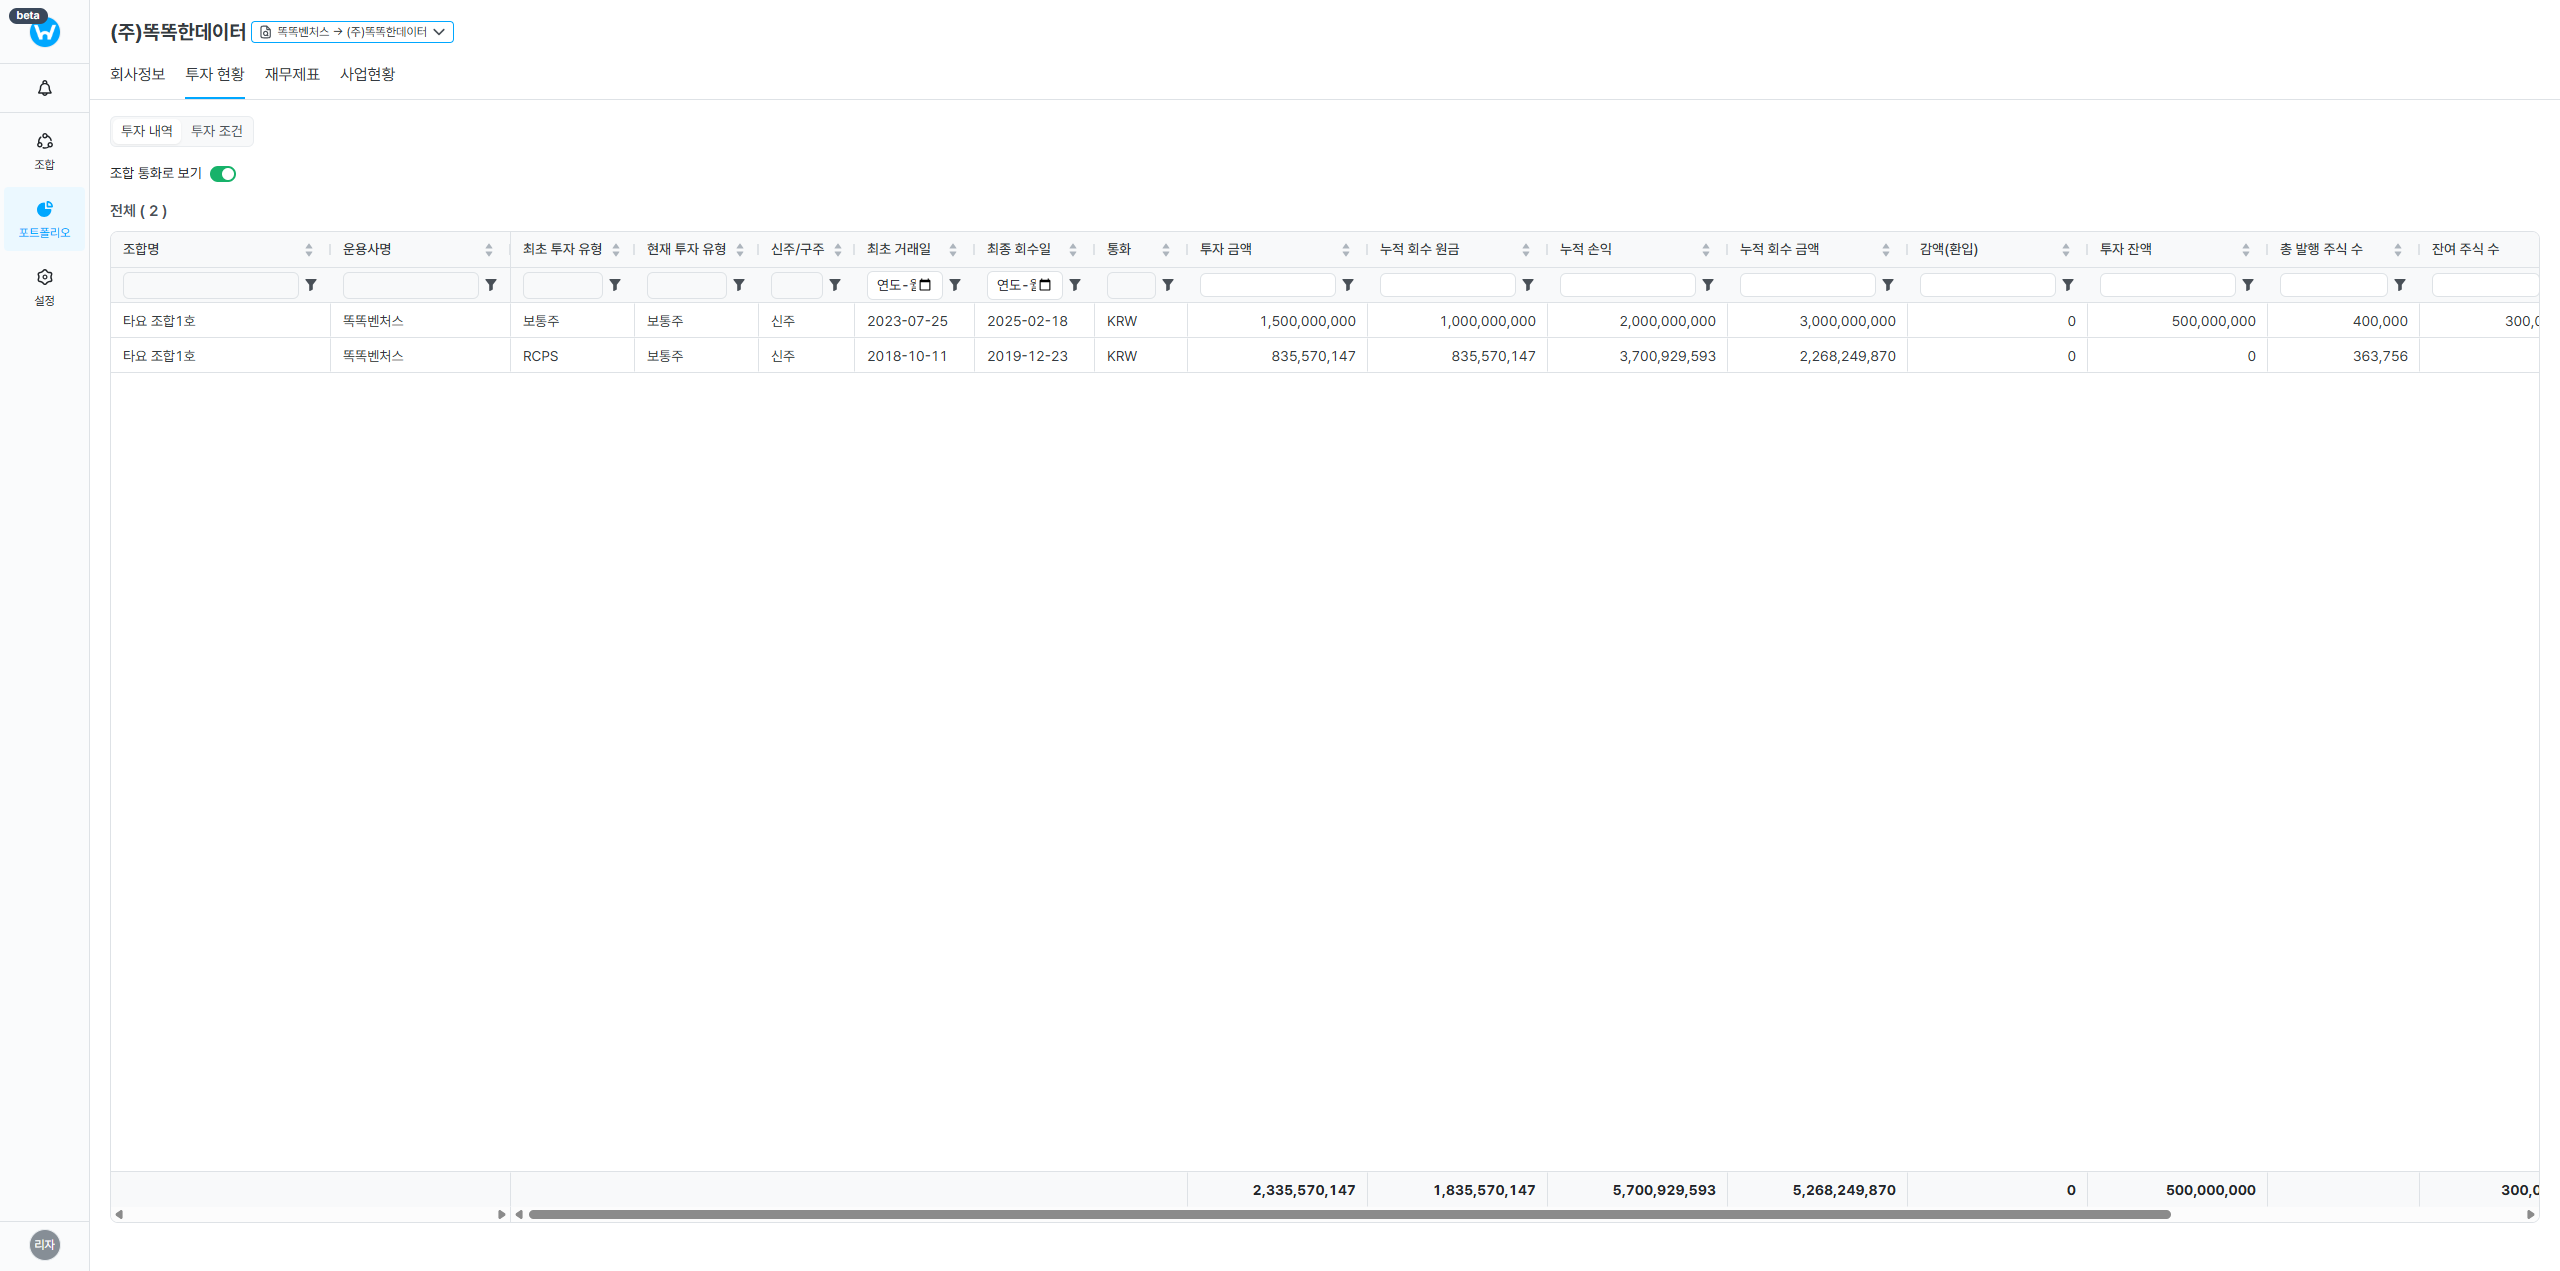 beta
(주)똑똑한데이터 똑똑벤처스 → (주)똑똑한데이터
회사정보 투자 현황 재무제표 사업현황
조합
포트폴리오
설정
투자 내역 투자 조건
조합 통화로 보기
전체 ( 2 )
조합명 운용사명 최초 투자 유형 현재 투자 유형 신주/구주 최초 거래일 최종 회수일 통화 투자 금액 누적 회수 원금 누적 손익 누적 회수 금액 감액(환입) 투자 잔액 총 발행 주식 수 잔여 주식 수
연도- 연도-
타요 조합1호 똑똑벤처스 보통주 보통주 신주 2023-07-25 2025-02-18 KRW 1,500,000,000 1,000,000,000 2,000,000,000 3,000,000,000 0 500,000,000 400,000 300,0
타요 조합1호 똑똑벤처스 RCPS 보통주 신주 2018-10-11 2019-12-23 KRW 835,570,147 835,570,147 3,700,929,593 2,268,249,870 0 0 363,756
2,335,570,147 1,835,570,147 5,700,929,593 5,268,249,870 0 500,000,000 300,0
리자